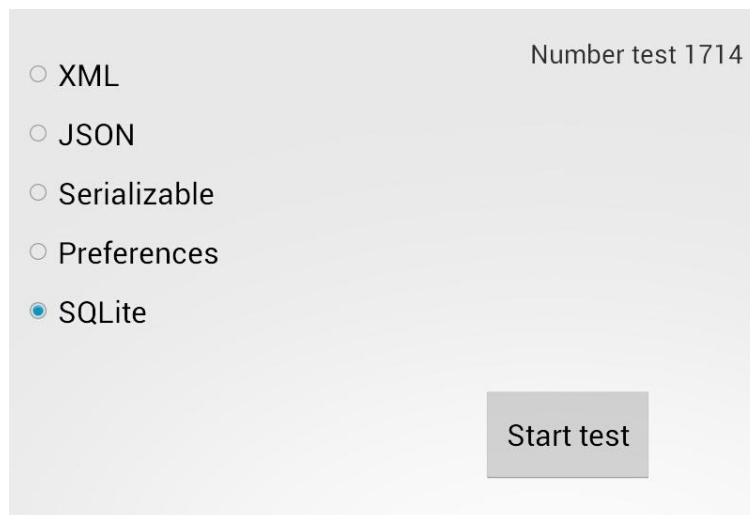 Number test 1714
XML
JSON
Serializable
Preferences
SQLite
Start test